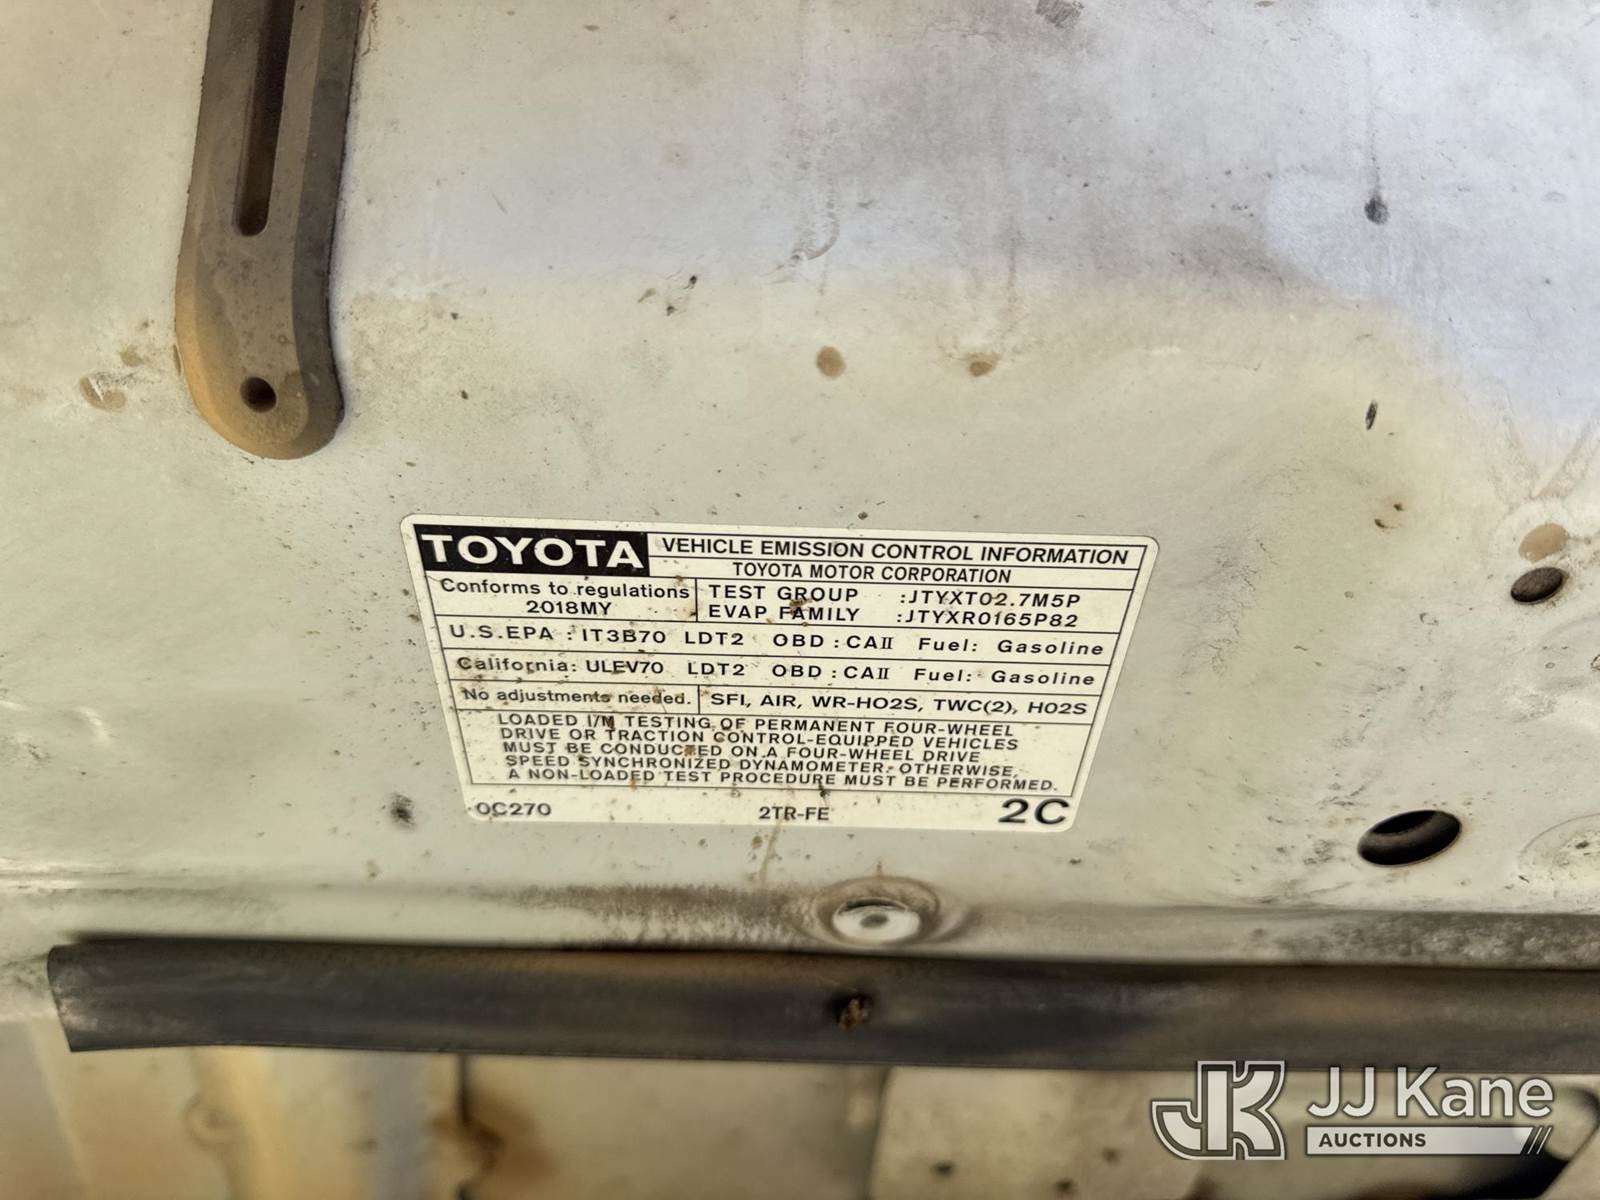 TOYOTA VEHICLE EMISSION CONTROL INFORMATION
TOYOTA MOTOR CORPORATION
Conforms to regulations
2018MY
TEST GROUP :JTYXT02.7M5P
EVAP FAMILY :JTYXR0165P82
U.S.EPA : IT3B70 LDT2 OBD : CAII Fuel: Gasoline
California: ULEV70 LDT2 OBD : CAII Fuel: Gasoline
No adjustments needed. SFI, AIR, WR-HO2S, TWC(2), HO2S
LOADED I/M TESTING OF PERMANENT FOUR-WHEEL
DRIVE OR TRACTION CONTROL-EQUIPPED VEHICLES
MUST BE CONDUCTED ON A FOUR-WHEEL DRIVE
SPEED SYNCHRONIZED DYNAMOMETER. OTHERWISE,
A NON-LOADED TEST PROCEDURE MUST BE PERFORMED.
0C270 2TR-FE 2C
JK JJ Kane
AUCTIONS